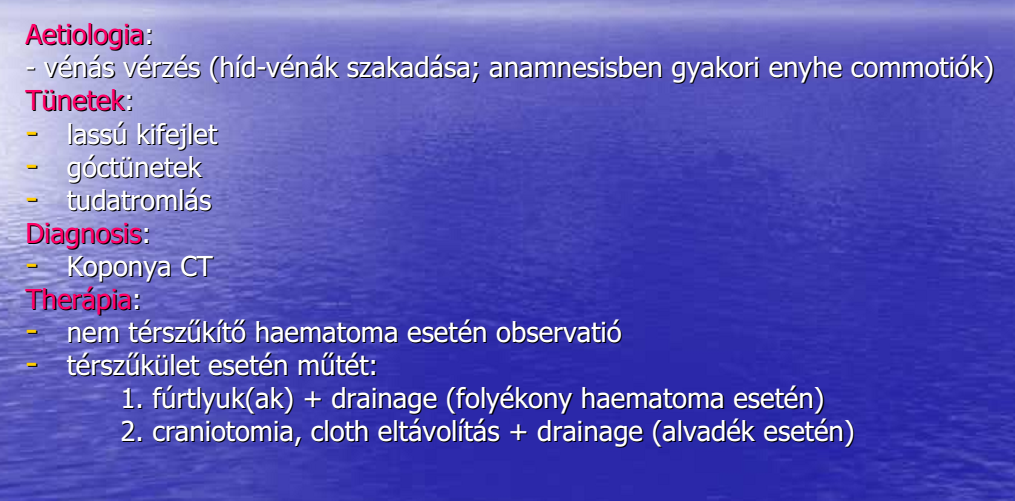 Aetiologia:
- vénás vérzés (híd-vénák szakadása; anamnesisben gyakori enyhe commotiók)
Tünetek:
- lassú kifejlet
- góctünetek
- tudatromlás
Diagnosis:
- Koponya CT
Therápia:
- nem térszűkítő haematoma esetén observatió
- térszűkület esetén műtét:
1. fúrtlyuk(ak) + drainage (folyékony haematoma esetén)
2. craniotomia, cloth eltávolítás + drainage (alvadék esetén)